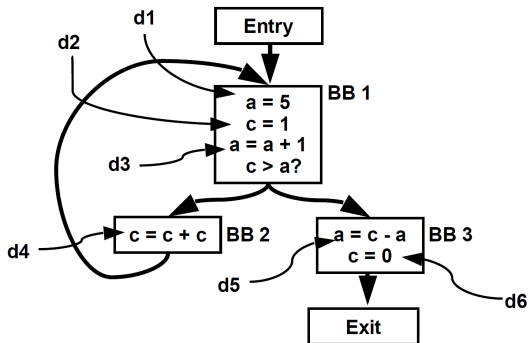 d1
Entry
d2
BB 1
a = 5
c = 1
a = a + 1
c > a?
d3
d4
c = c + c
BB 2
a = c - a
c = 0
BB 3
d5
d6
Exit